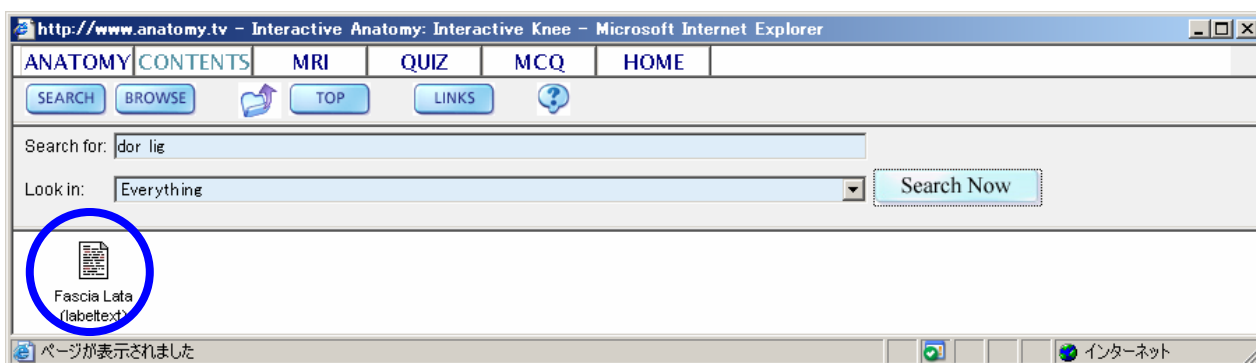 http://www.anatomy.tv - Interactive Anatomy: Interactive Knee - Microsoft Internet Explorer
ANATOMY CONTENTS MRI QUIZ MCQ HOME
SEARCH BROWSE TOP LINKS ?
Search for: dor lig
Look in: Everything Search Now
Fascia Lata
(labeltext)
ページが表示されました インターネット